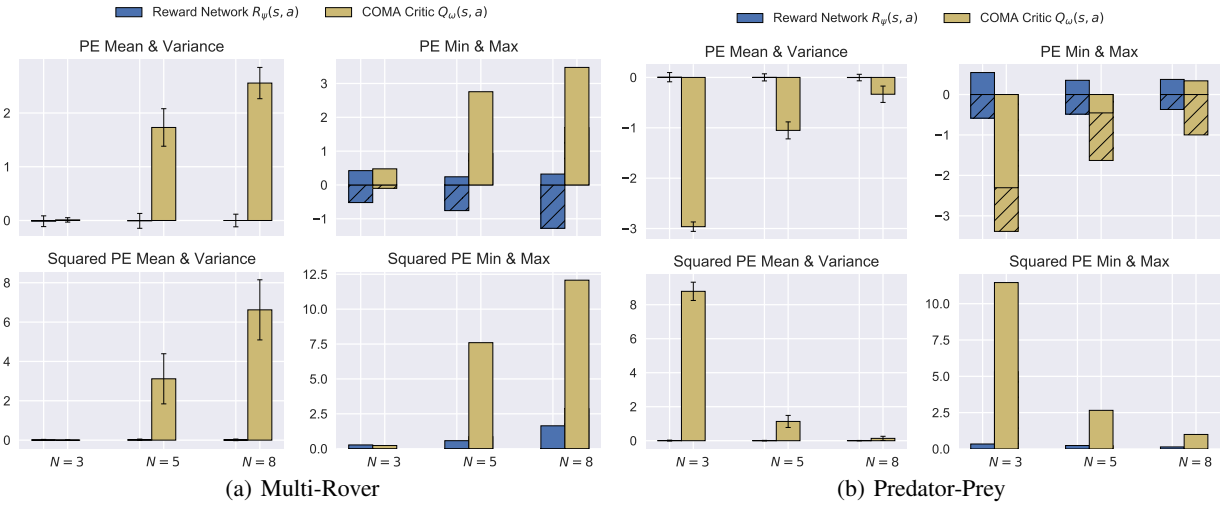 Reward Network Rψ(s, a) COMA Critic Qω(s, a)
PE Mean & Variance
2
1
0
PE Min & Max
3
2
1
0
−1
Squared PE Mean & Variance
8
6
4
2
0
N = 3 N = 5 N = 8
Squared PE Min & Max
12.5
10.0
7.5
5.0
2.5
0.0
N = 3 N = 5 N = 8
(a) Multi-Rover
Reward Network Rψ(s, a) COMA Critic Qω(s, a)
PE Mean & Variance
0
−1
−2
−3
PE Min & Max
0
−1
−2
−3
Squared PE Mean & Variance
8
6
4
2
0
N = 3 N = 5 N = 8
Squared PE Min & Max
10.0
7.5
5.0
2.5
0.0
N = 3 N = 5 N = 8
(b) Predator-Prey